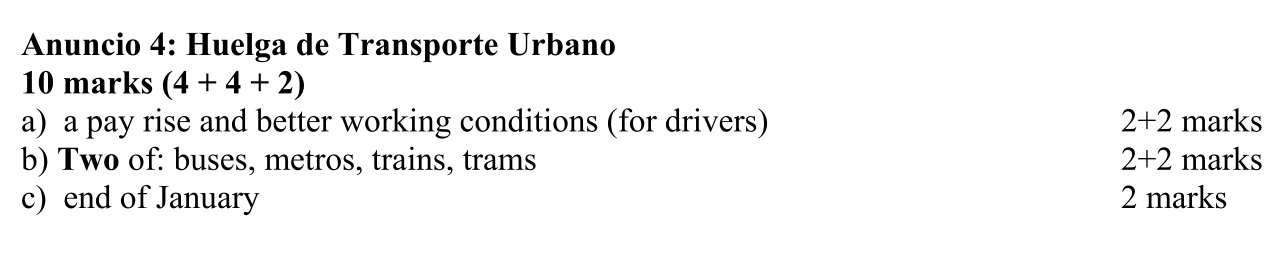 Anuncio 4: Huelga de Transporte Urbano
10 marks (4 + 4 + 2)
a) a pay rise and better working conditions (for drivers) 2+2 marks
b) Two of: buses, metros, trains, trams 2+2 marks
c) end of January 2 marks